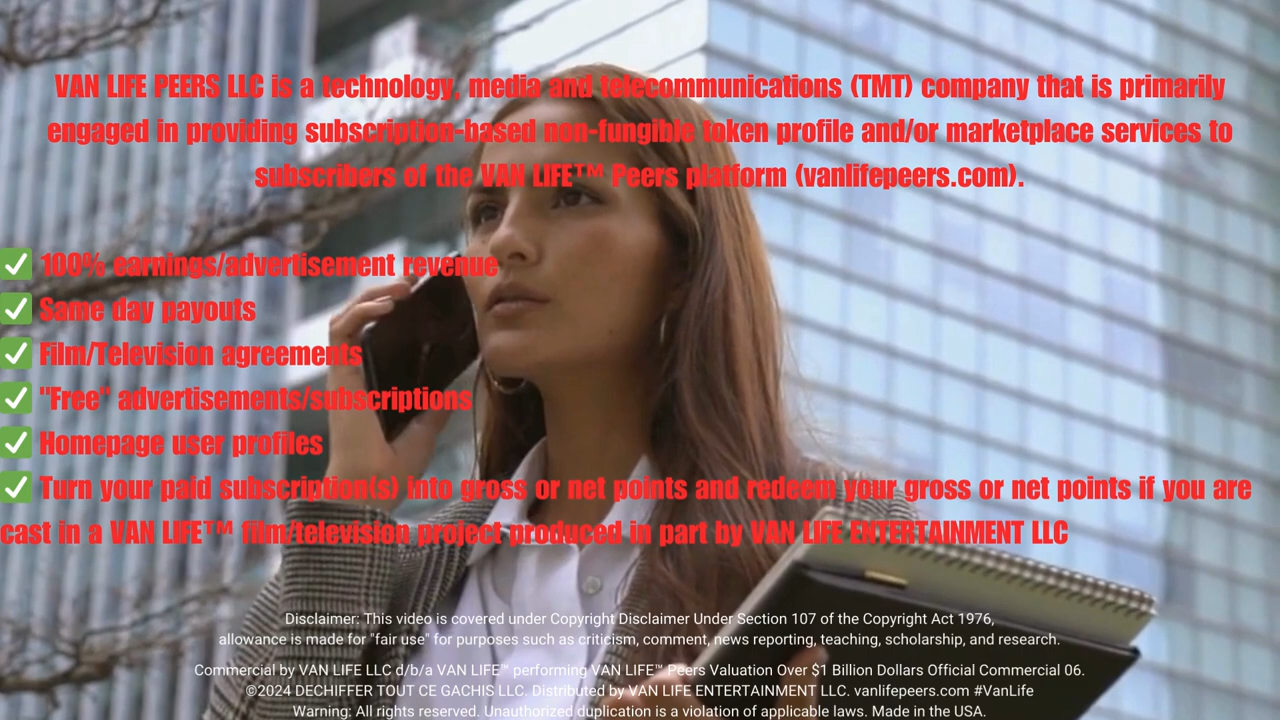 VAN LIFE PEERS LLC is a technology, media and telecommunications (TMT) company that is primarily
engaged in providing subscription-based non-fungible token profile and/or marketplace services to
subscribers of the VAN LIFE™ Peers platform (vanlifepeers.com).
✅ 100% earnings/advertisement revenue
✅ Same day payouts
✅ Film/Television agreements
✅ "Free" advertisements/subscriptions
✅ Homepage user profiles
✅ Turn your paid subscription(s) into gross or net points and redeem your gross or net points if you are
cast in a VAN LIFE™ film/television project produced in part by VAN LIFE ENTERTAINMENT LLC
Disclaimer: This video is covered under Copyright Disclaimer Under Section 107 of the Copyright Act 1976,
allowance is made for "fair use" for purposes such as criticism, comment, news reporting, teaching, scholarship, and research.
Commercial by VAN LIFE LLC d/b/a VAN LIFE™ performing VAN LIFE™ Peers Valuation Over $1 Billion Dollars Official Commercial 06.
©2024 DECHIFFER TOUT CE GACHIS LLC. Distributed by VAN LIFE ENTERTAINMENT LLC. vanlifepeers.com #VanLife
Warning: All rights reserved. Unauthorized duplication is a violation of applicable laws. Made in the USA.